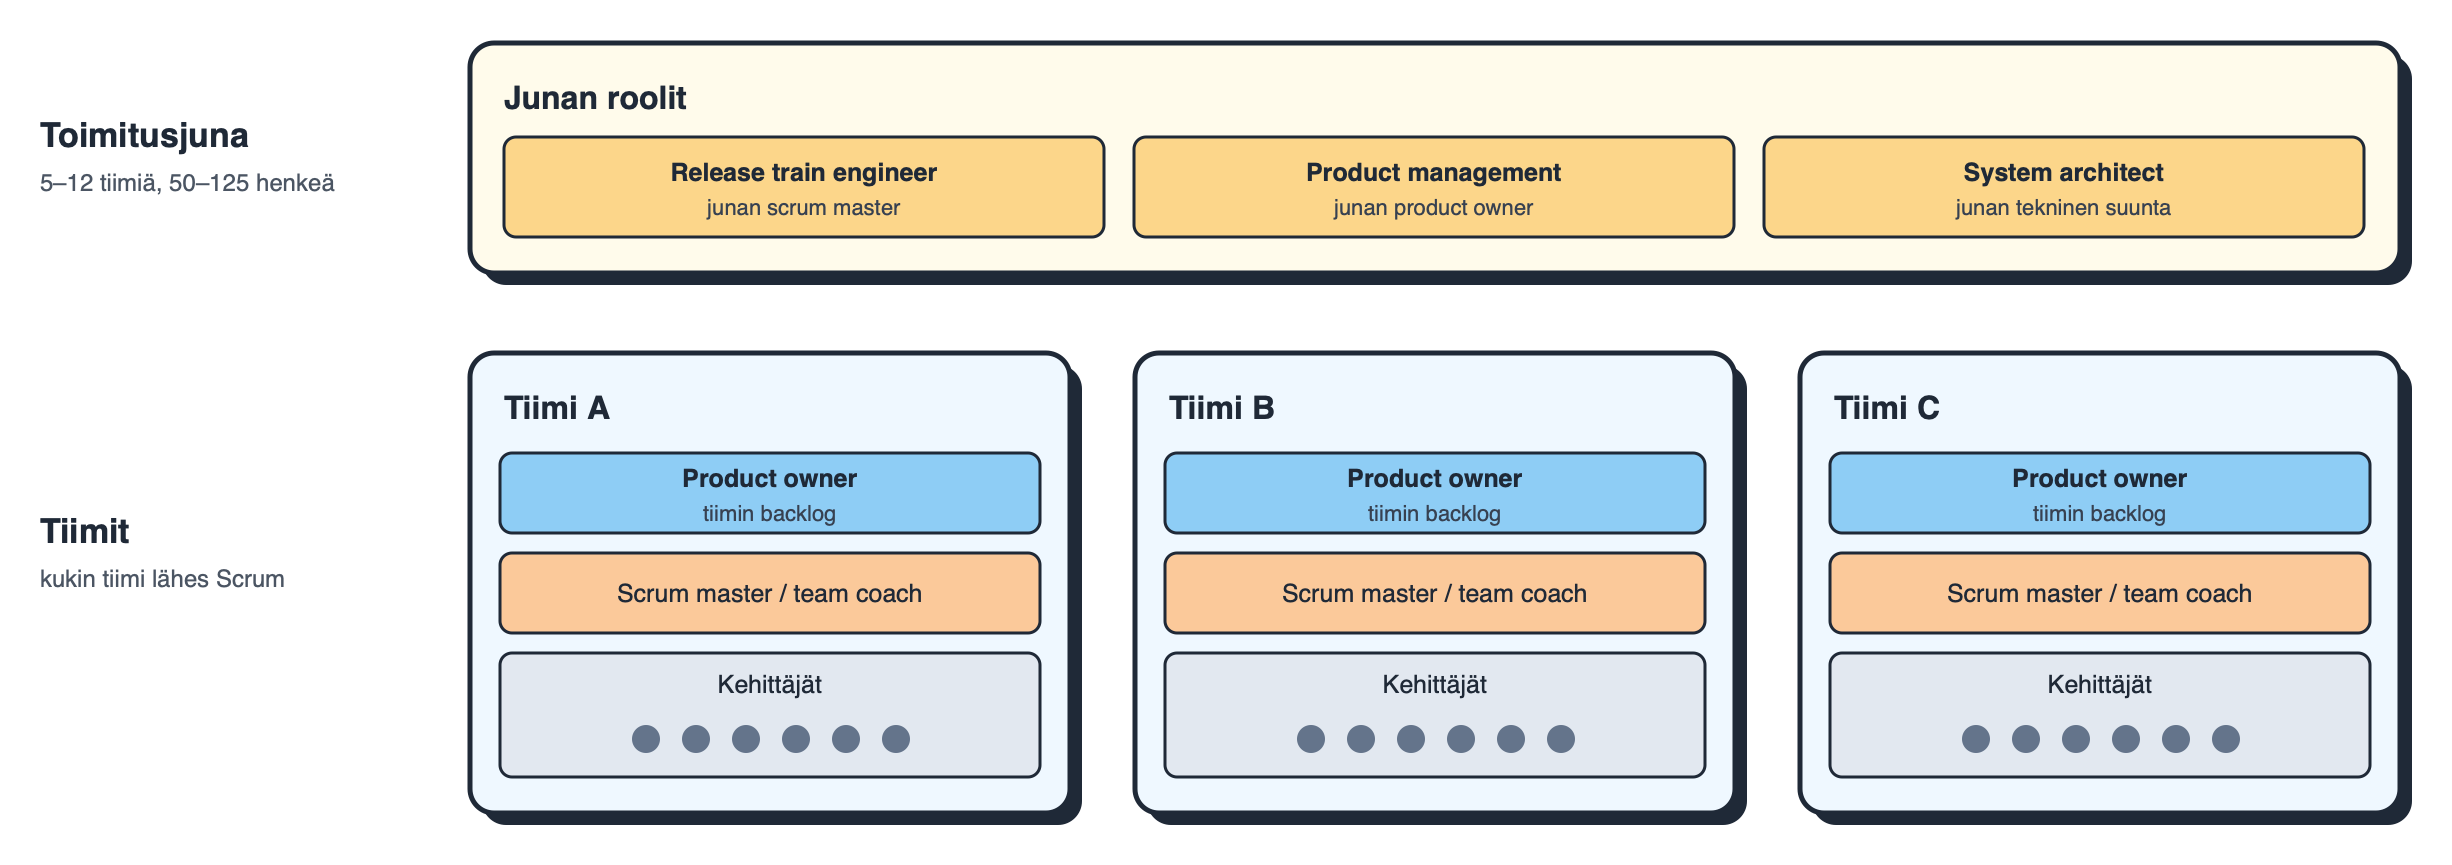 Toimitusjuna
5–12 tiimiä, 50–125 henkeä
Junan roolit
Release train engineer
junan scrum master
Product management
junan product owner
System architect
junan tekninen suunta
Tiimit
kukin tiimi lähes Scrum
Tiimi A
Product owner
tiimin backlog
Scrum master / team coach
Kehittäjät
Tiimi B
Product owner
tiimin backlog
Scrum master / team coach
Kehittäjät
Tiimi C
Product owner
tiimin backlog
Scrum master / team coach
Kehittäjät